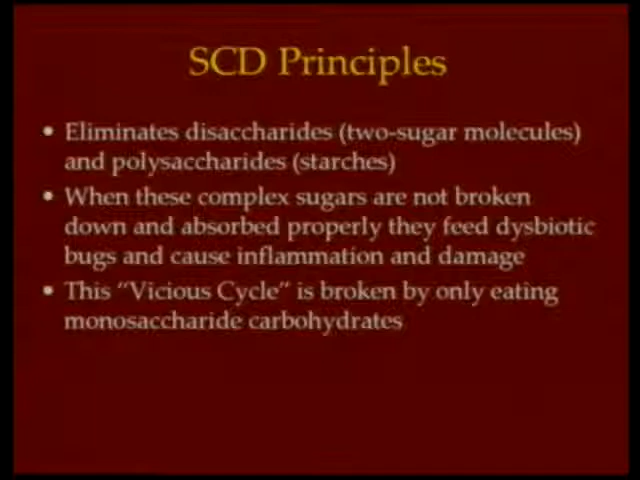 SCD Principles
• Eliminates disaccharides (two-sugar molecules)
and polysaccharides (starches)
• When these complex sugars are not broken
down and absorbed properly they feed dysbiotic
bugs and cause inflammation and damage
• This “Vicious Cycle” is broken by only eating
monosaccharide carbohydrates